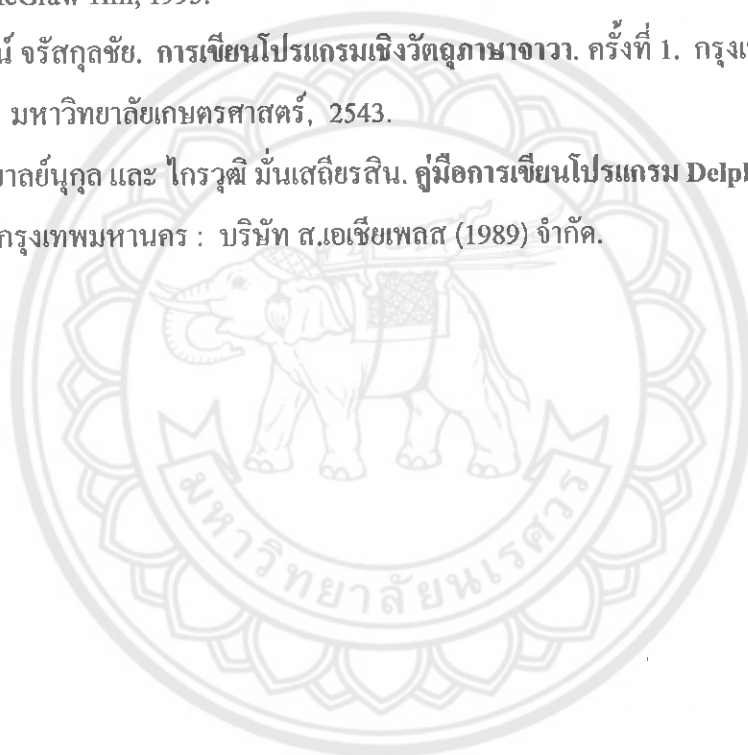 McGraw Hill, 1995.
น์ จรัสกุลชัย. การเขียนโปรแกรมเชิงวัตถุภาษาจาวา. ครั้งที่ 1. กรุงเ
มหาวิทยาลัยเกษตรศาสตร์, 2543.
มาลย์นุกุล และ ไกรวุฒิ มั่นเสถียรสิน. คู่มือการเขียนโปรแกรม Delp
กรุงเทพมหานคร : บริษัท ส.เอเชียเพลส (1989) จำกัด.
มหาวิทยาลัยนเรศวร